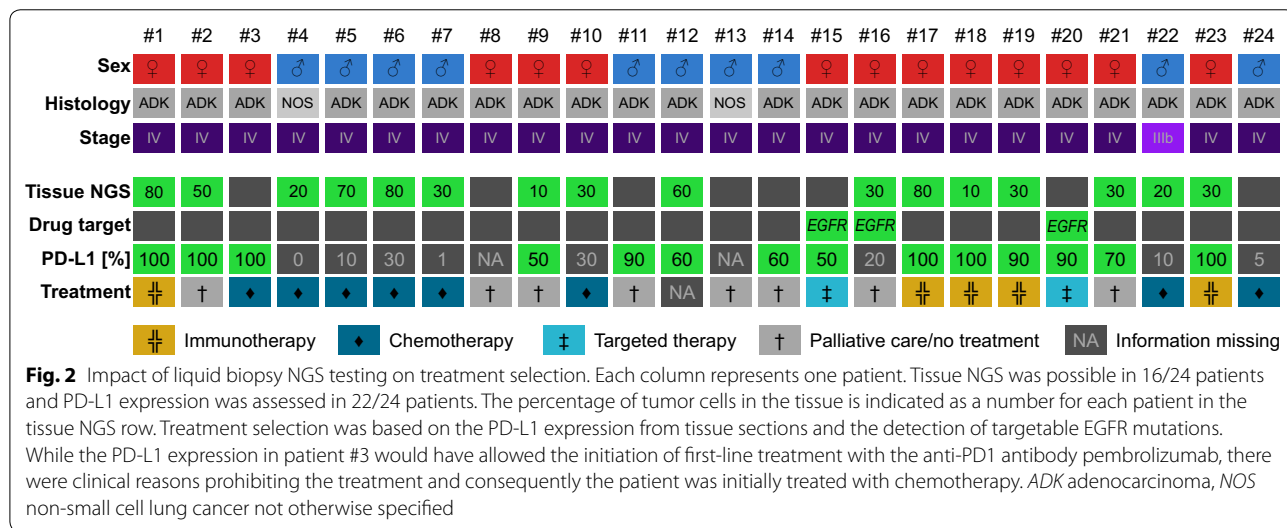 #1 #2 #3 #4 #5 #6 #7 #8 #9 #10 #11 #12 #13 #14 #15 #16 #17 #18 #19 #20 #21 #22 #23 #24
Sex ♀ ♀ ♀ ♂ ♂ ♂ ♂ ♀ ♀ ♀ ♂ ♂ ♂ ♂ ♀ ♀ ♀ ♀ ♀ ♀ ♀ ♂ ♀ ♂
Histology ADK ADK ADK NOS ADK ADK ADK ADK ADK ADK ADK ADK NOS ADK ADK ADK ADK ADK ADK ADK ADK ADK ADK ADK
Stage IV IV IV IV IV IV IV IV IV IV IV IV IV IV IV IV IV IV IV IV IV IIIb IV IV
Tissue NGS 80 50 20 70 80 30 10 30 60 30 80 10 30 30 20 30
Drug target EGFR EGFR EGFR
PD-L1 [%] 100 100 100 0 10 30 1 NA 50 30 90 60 NA 60 50 20 100 100 90 90 70 10 100 5
Treatment ╬ † ♦ ♦ ♦ ♦ ♦ † † ♦ † NA † † ‡ † ╬ ╬ ╬ ‡ † ♦ ╬ ♦
╬ Immunotherapy ♦ Chemotherapy ‡ Targeted therapy † Palliative care/no treatment NA Information missing
Fig. 2 Impact of liquid biopsy NGS testing on treatment selection. Each column represents one patient. Tissue NGS was possible in 16/24 patients
and PD-L1 expression was assessed in 22/24 patients. The percentage of tumor cells in the tissue is indicated as a number for each patient in the
tissue NGS row. Treatment selection was based on the PD-L1 expression from tissue sections and the detection of targetable EGFR mutations.
While the PD-L1 expression in patient #3 would have allowed the initiation of first-line treatment with the anti-PD1 antibody pembrolizumab, there
were clinical reasons prohibiting the treatment and consequently the patient was initially treated with chemotherapy. ADK adenocarcinoma, NOS
non-small cell lung cancer not otherwise specified